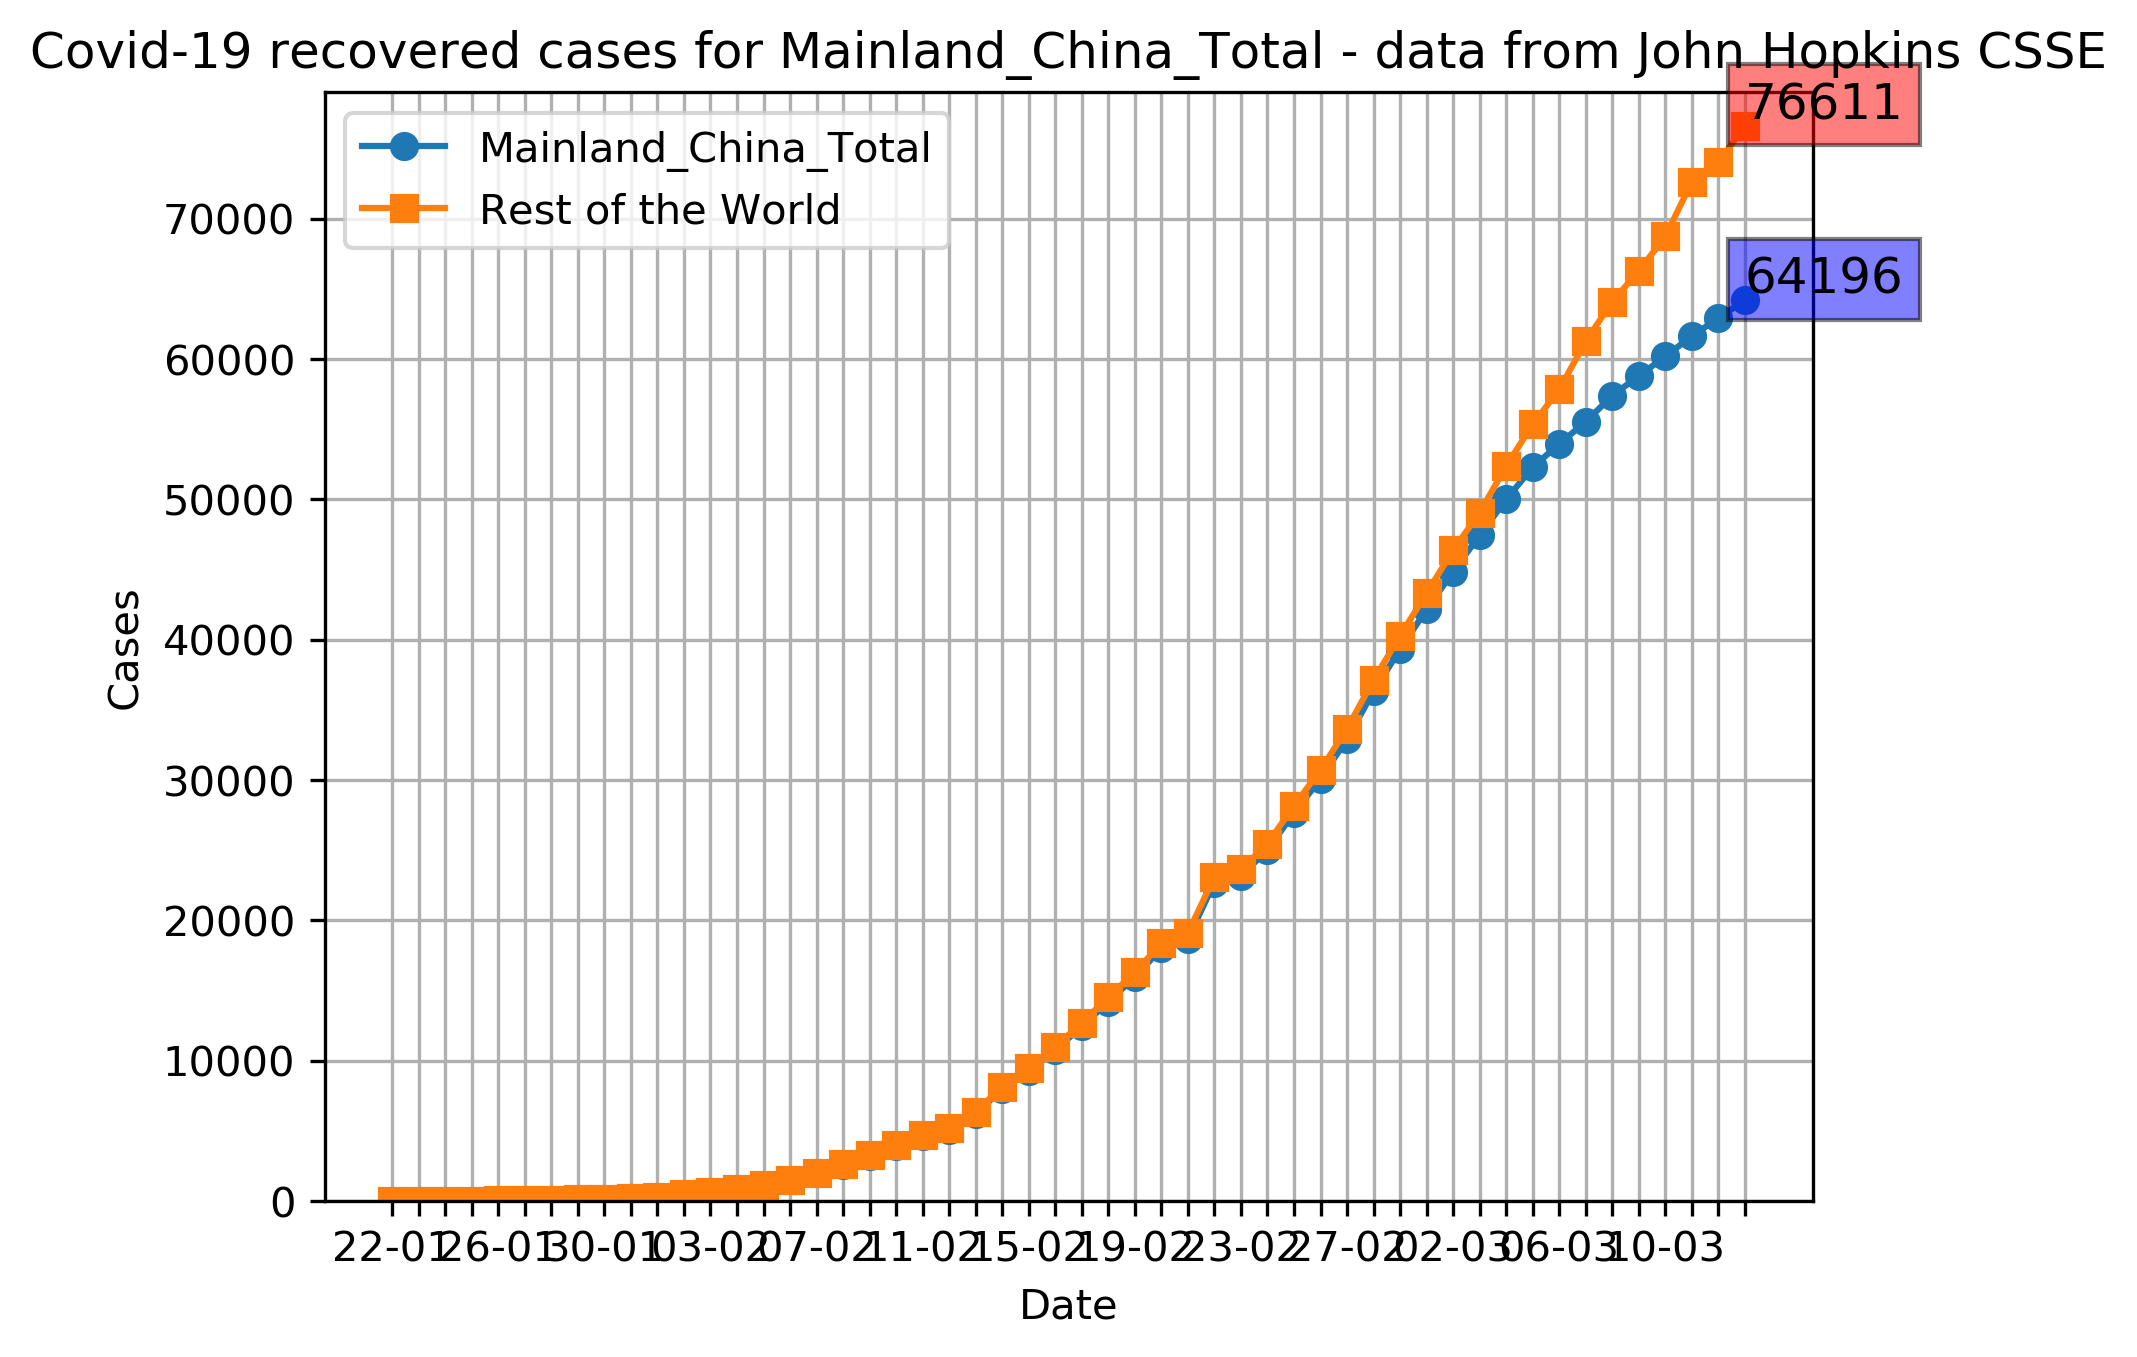 Covid-19 recovered cases for Mainland_China_Total - data from John Hopkins CSSE
76611
Mainland_China_Total
Rest of the World
64196
70000
60000
50000
40000
30000
20000
10000
0
Cases
22-01 26-01 30-01 03-02 07-02 11-02 15-02 19-02 23-02 27-02 02-03 06-03 10-03
Date